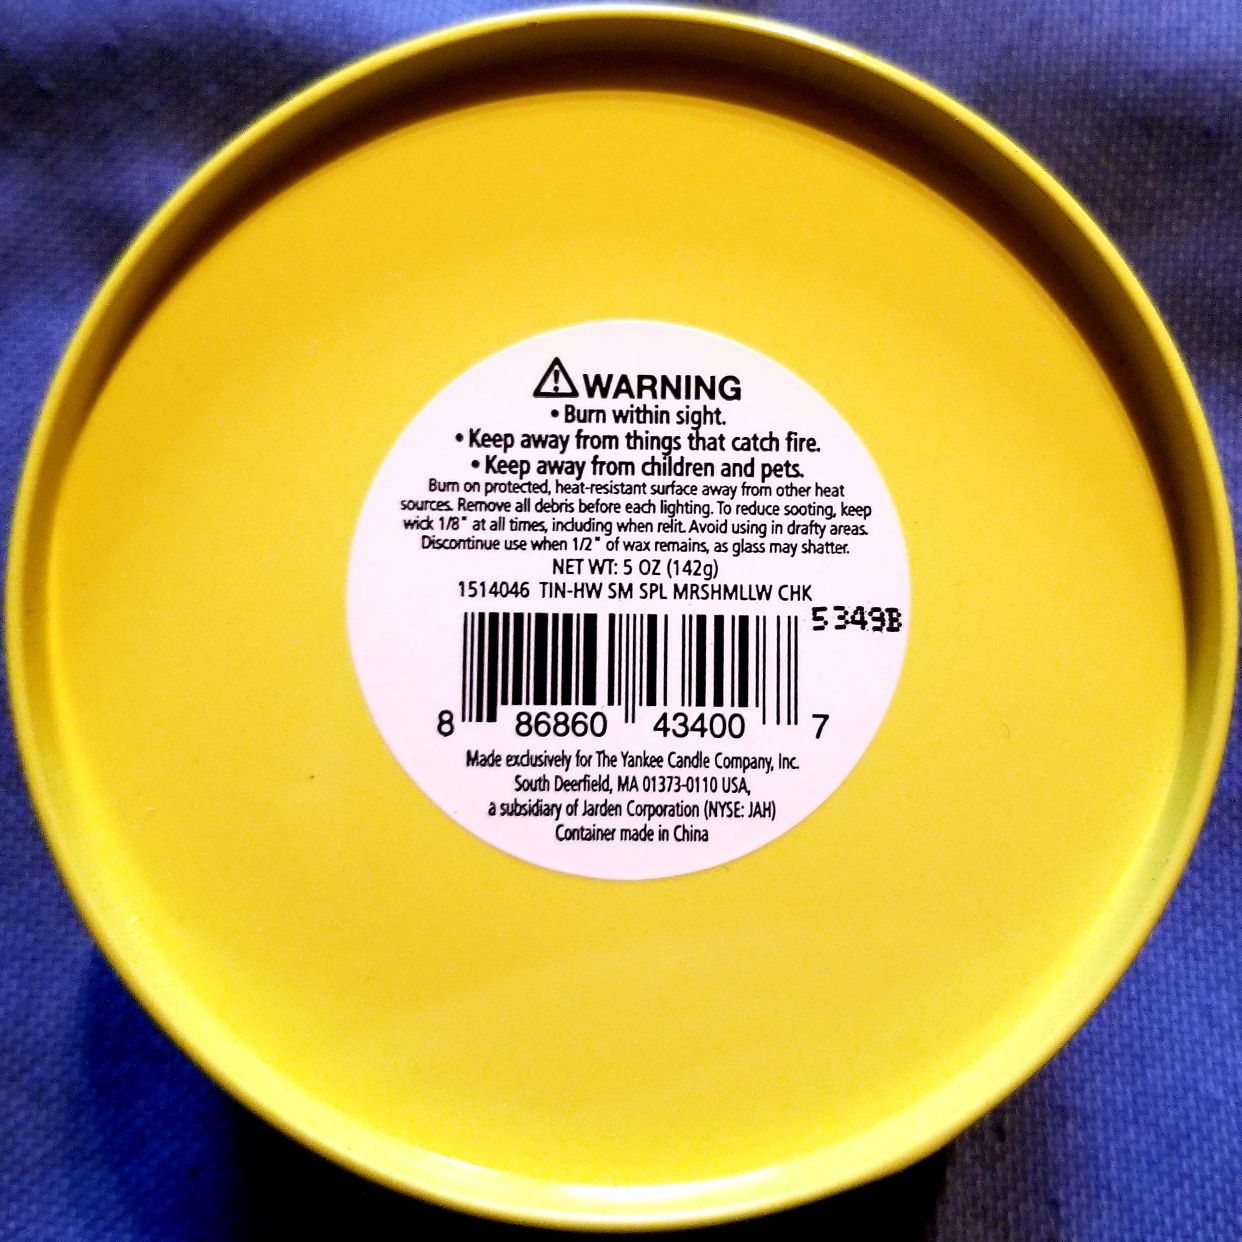 ⚠ WARNING
• Burn within sight.
• Keep away from things that catch fire.
• Keep away from children and pets.
Burn on protected, heat-resistant surface away from other heat
sources. Remove all debris before each lighting. To reduce sooting, keep
wick 1/8" at all times, including when relit. Avoid using in drafty areas.
Discontinue use when 1/2" of wax remains, as glass may shatter.
NET WT: 5 OZ (142g)
1514046 TIN-HW SM SPL MRSHMLLW CHK
5349B
8 86860 43400 7
Made exclusively for The Yankee Candle Company, Inc.
South Deerfield, MA 01373-0110 USA,
a subsidiary of Jarden Corporation (NYSE: JAH)
Container made in China